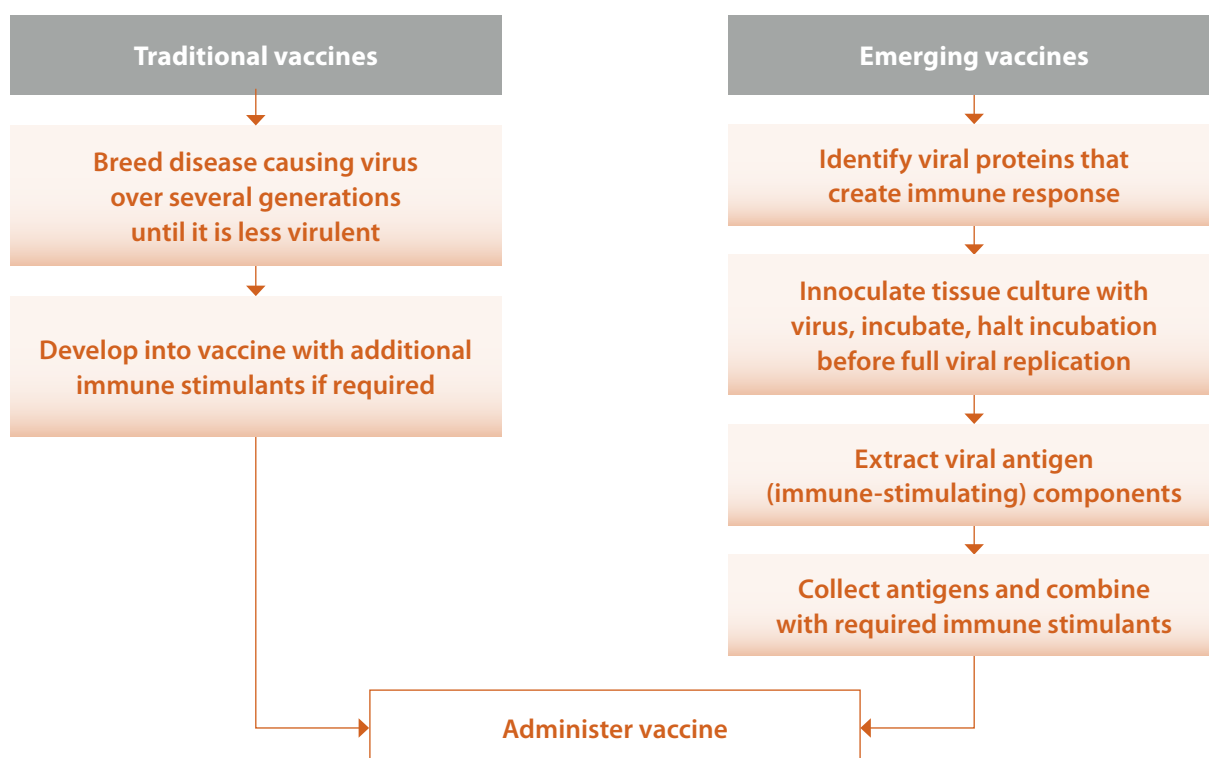 Traditional vaccines
Breed disease causing virus
over several generations
until it is less virulent
Develop into vaccine with additional
immune stimulants if required
Emerging vaccines
Identify viral proteins that
create immune response
Innoculate tissue culture with
virus, incubate, halt incubation
before full viral replication
Extract viral antigen
(immune-stimulating) components
Collect antigens and combine
with required immune stimulants
Administer vaccine